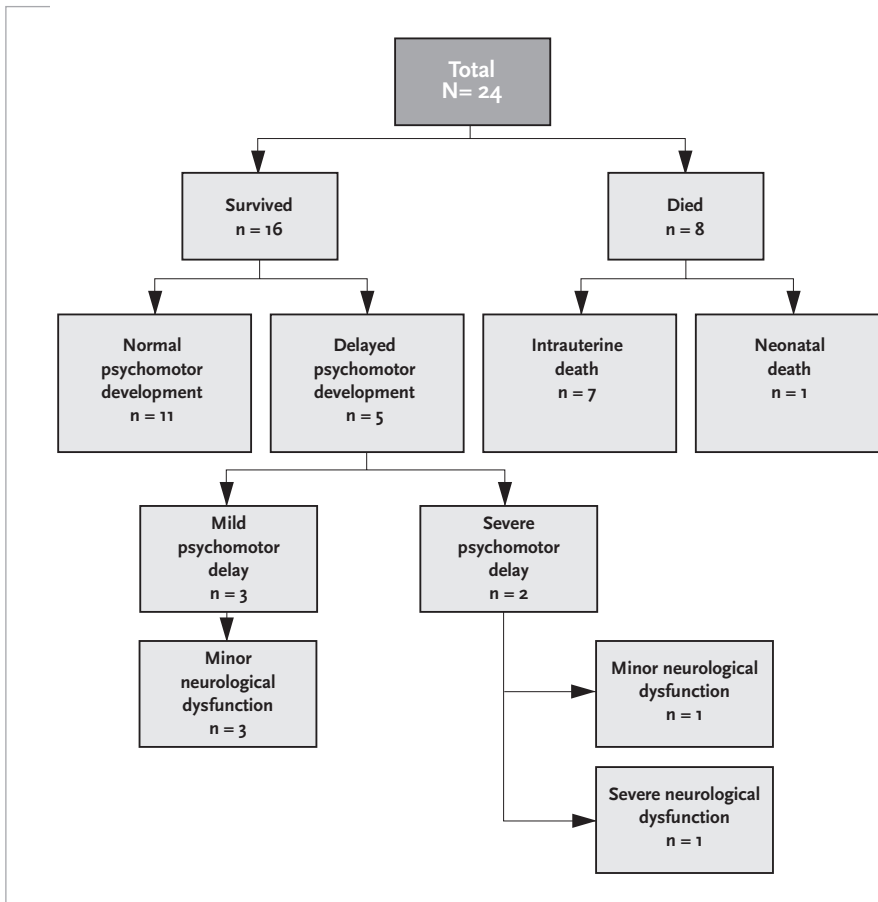 Total
N= 24
Survived
n = 16
Died
n = 8
Normal
psychomotor
development
n = 11
Delayed
psychomotor
development
n = 5
Intrauterine
death
n = 7
Neonatal
death
n = 1
Mild
psychomotor
delay
n = 3
Severe
psychomotor
delay
n = 2
Minor
neurological
dysfunction
n = 3
Minor neurological
dysfunction
n = 1
Severe neurological
dysfunction
n = 1